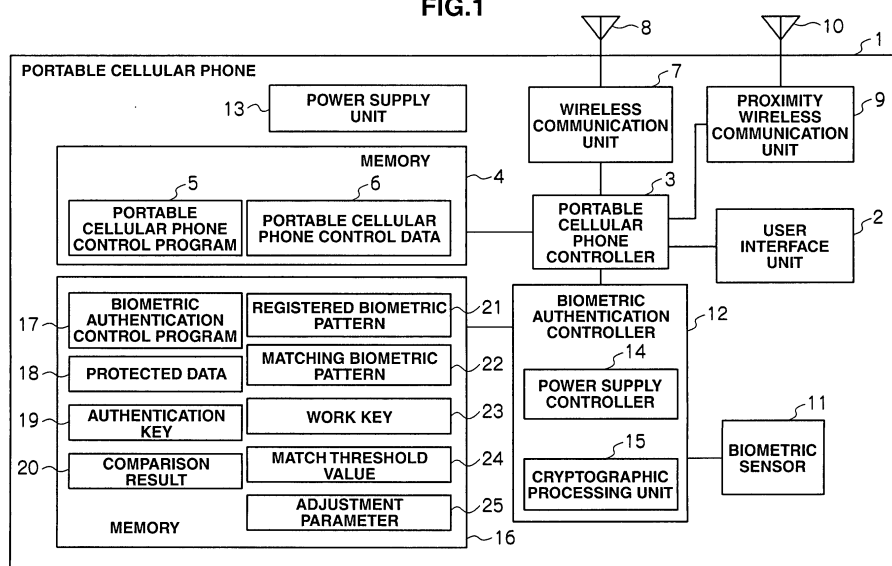 FIG.1
8
10
1
PORTABLE CELLULAR PHONE
7
13
POWER SUPPLY
UNIT
WIRELESS
COMMUNICATION
UNIT
PROXIMITY
WIRELESS
COMMUNICATION
UNIT
9
MEMORY
4
5
PORTABLE
CELLULAR PHONE
CONTROL PROGRAM
6
PORTABLE CELLULAR
PHONE CONTROL DATA
3
PORTABLE
CELLULAR
PHONE
CONTROLLER
USER
INTERFACE
UNIT
2
17
BIOMETRIC
AUTHENTICATION
CONTROL PROGRAM
REGISTERED BIOMETRIC
PATTERN
21
BIOMETRIC
AUTHENTICATION
CONTROLLER
12
18
PROTECTED DATA
MATCHING BIOMETRIC
PATTERN
22
14
POWER SUPPLY
CONTROLLER
19
AUTHENTICATION
KEY
WORK KEY
23
11
BIOMETRIC
SENSOR
20
COMPARISON
RESULT
MATCH THRESHOLD
VALUE
24
15
CRYPTOGRAPHIC
PROCESSING UNIT
ADJUSTMENT
PARAMETER
25
MEMORY
16